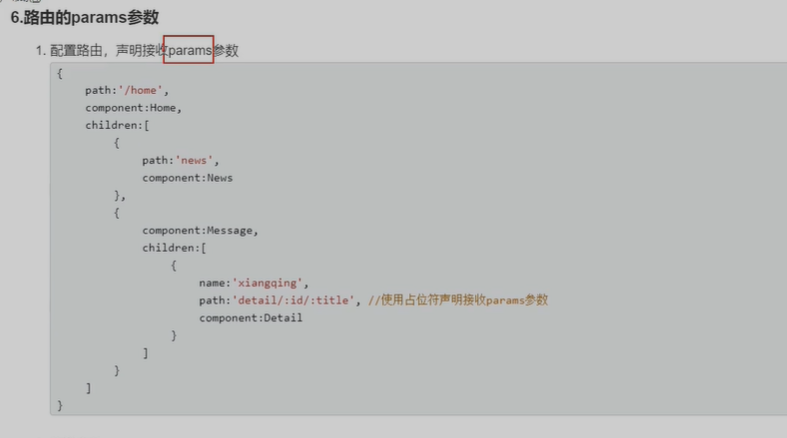 6.路由的params参数
1. 配置路由，声明接收params参数
{
path:'/home',
component:Home,
children:[
{
path:'news',
component:News
},
{
component:Message,
children:[
{
name:'xiangqing',
path:'detail/:id/:title', //使用占位符声明接收params参数
component:Detail
}
]
}
]
}